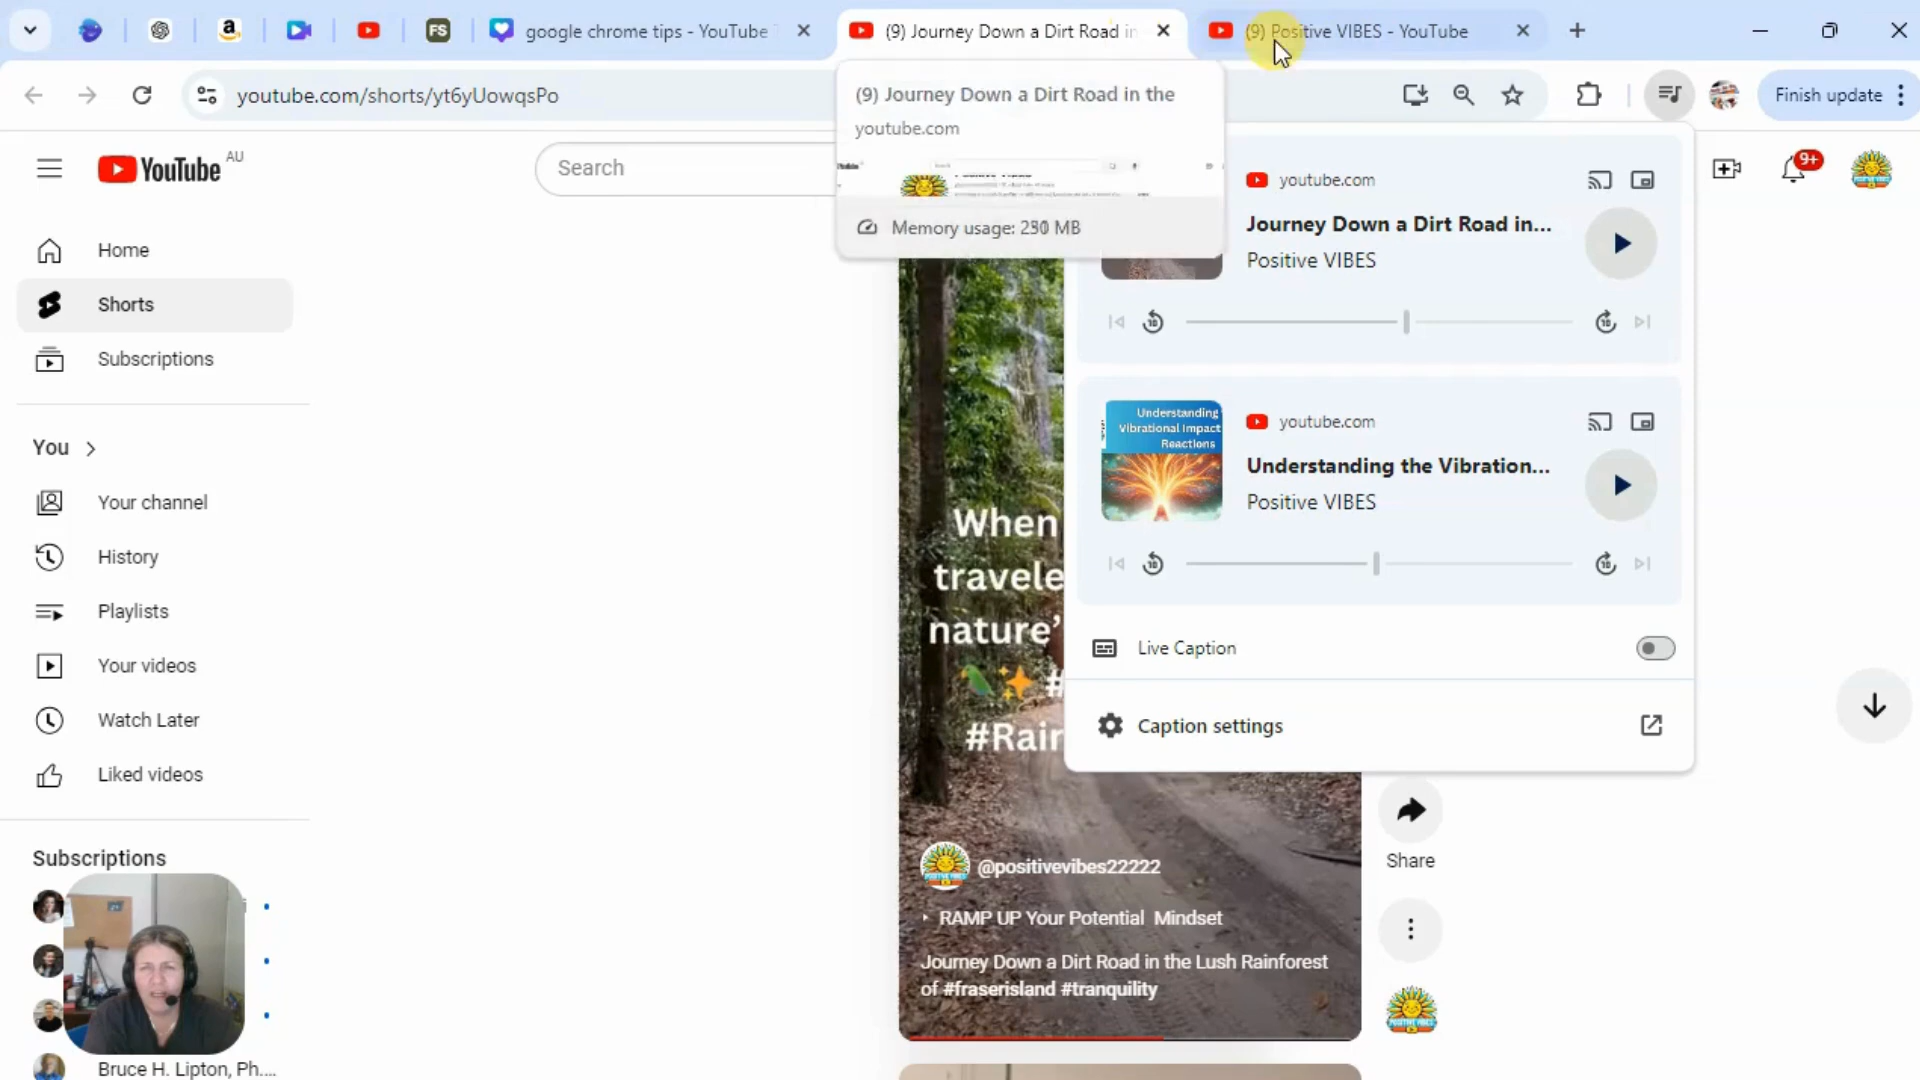 FS
google chrome tips - YouTube
(9) Journey Down a Dirt Road in
(9) Positive VIBES - YouTube
youtube.com/shorts/yt6yUowqsPo
Finish update
(9) Journey Down a Dirt Road in the
youtube.com
Memory usage: 230 MB
YouTube AU
Search
9+
Home
Shorts
Subscriptions
You
Your channel
History
Playlists
Your videos
Watch Later
Liked videos
Subscriptions
Bruce H. Lipton, Ph....
youtube.com
Journey Down a Dirt Road in...
Positive VIBES
10
10
Understanding
Vibrational Impact
Reactions
youtube.com
Understanding the Vibration...
Positive VIBES
10
10
Live Caption
Caption settings
When
travele
nature'
#
#Rair
@positivevibes22222
RAMP UP Your Potential Mindset
Journey Down a Dirt Road in the Lush Rainforest
of #fraserisland #tranquility
Share